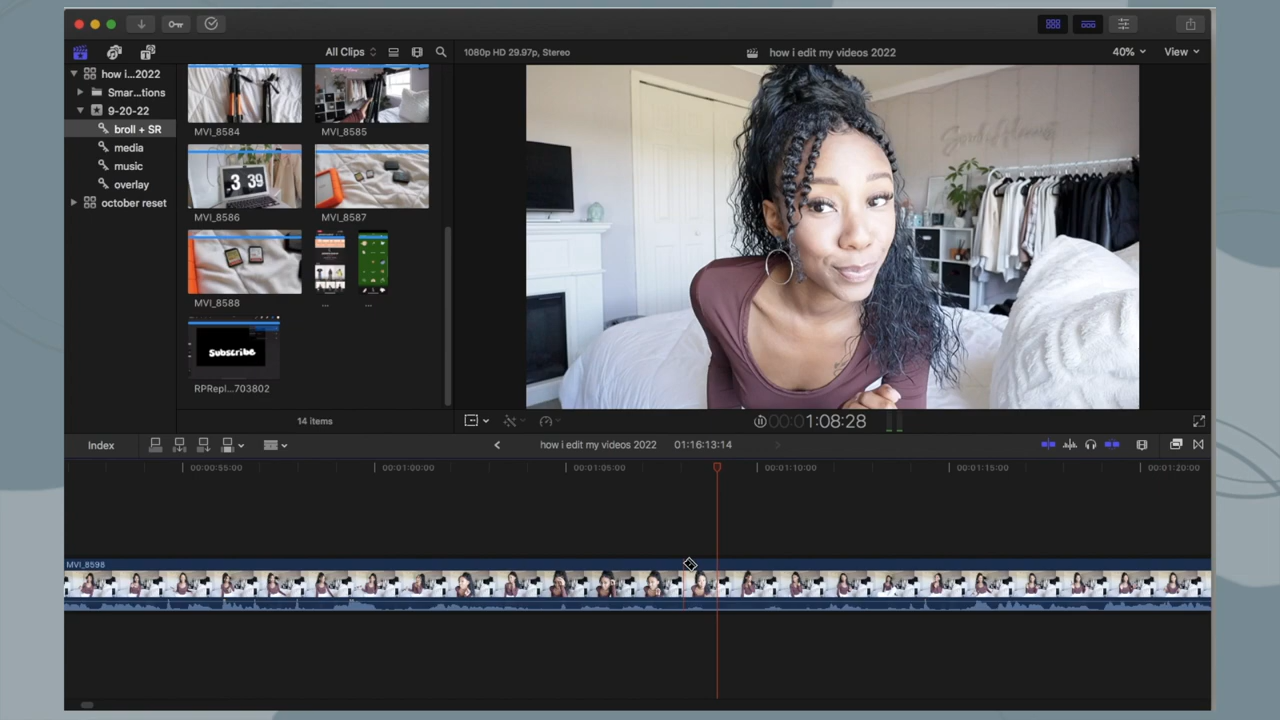 All Clips
1080p HD 29.97p, Stereo
how i edit my videos 2022
40%
View
how i...2022
Smar...tions
9-20-22
broll + SR
media
music
overlay
october reset
MVI_8584
MVI_8585
3 39
MVI_8586
MVI_8587
MVI_8588
...
...
Subscribe
RPRepl...703802
14 items
00:00:1:08:28
Index
how i edit my videos 2022
01:16:13:14
00:00:55:00
00:01:00:00
00:01:05:00
00:01:10:00
00:01:15:00
00:01:20:00
MVI_8598